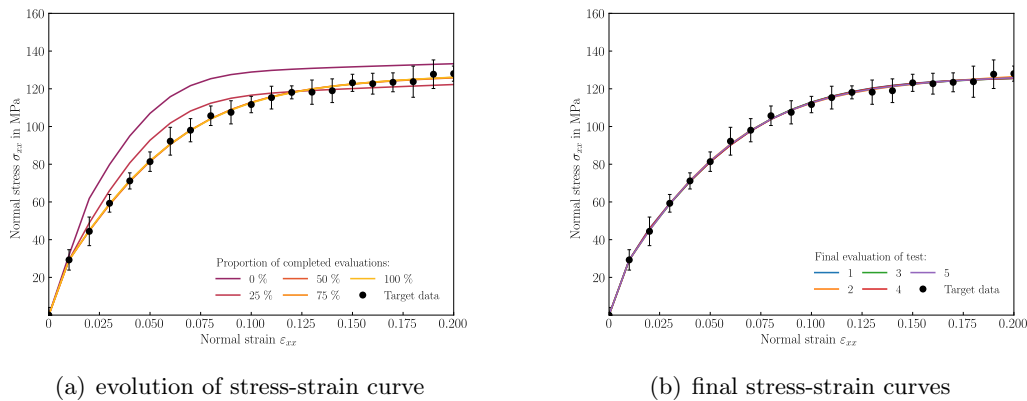 160
140
120
100
80
60
40
20
Normal stress σxx in MPa
Proportion of completed evaluations:
0 % 50 % 100 %
25 % 75 % Target data
0 0.025 0.050 0.075 0.100 0.125 0.150 0.175 0.200
Normal strain εxx
(a) evolution of stress-strain curve
160
140
120
100
80
60
40
20
Normal stress σxx in MPa
Final evaluation of test:
1 3 5
2 4 Target data
0 0.025 0.050 0.075 0.100 0.125 0.150 0.175 0.200
Normal strain εxx
(b) final stress-strain curves